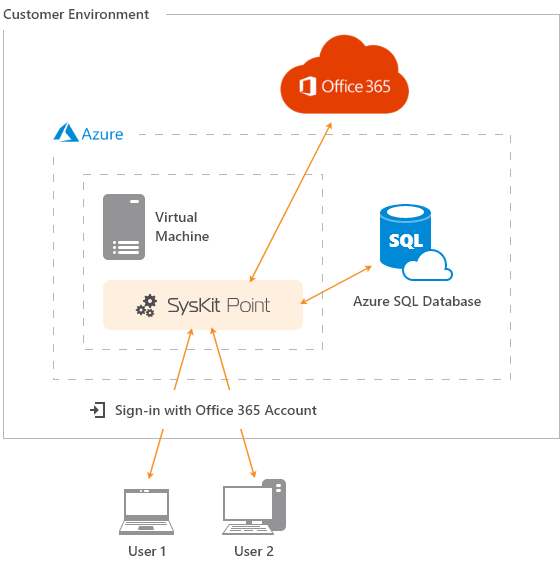 Customer Environment
Office 365
Azure
Virtual
Machine
SQL
Azure SQL Database
SysKit Point
Sign-in with Office 365 Account
User 1
User 2